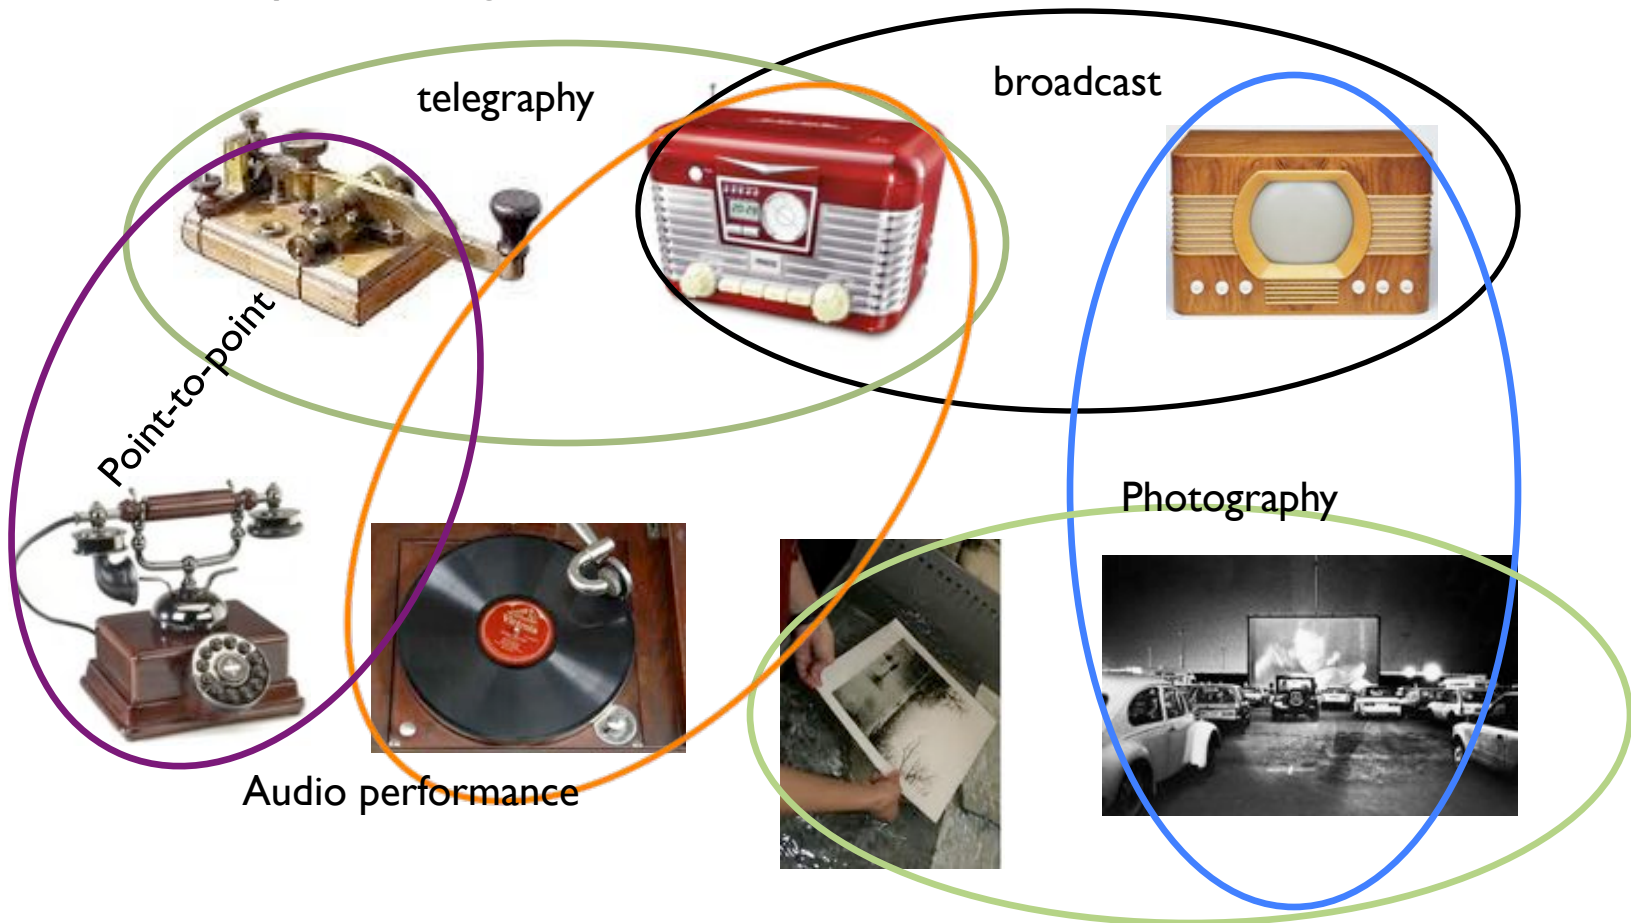 telegraphy
broadcast
Point-to-point
Photography
Audio performance